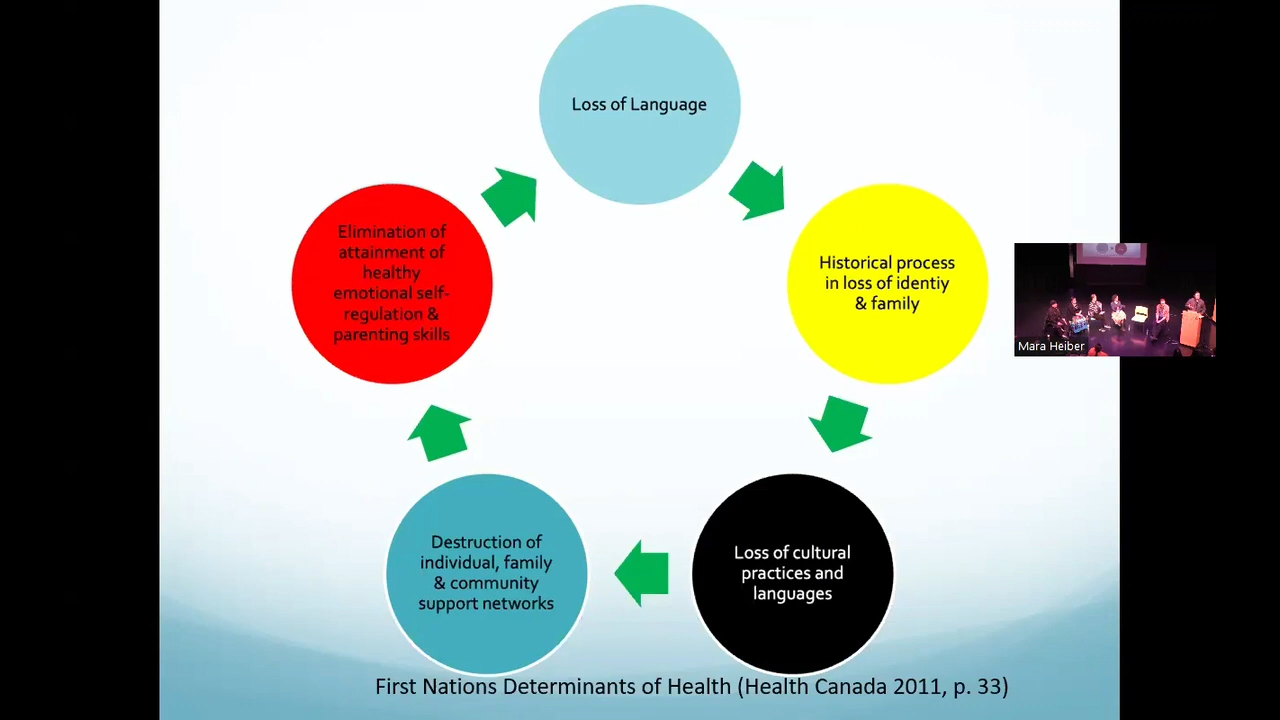 Loss of Language
Historical process
in loss of identiy
& family
Loss of cultural
practices and
languages
Destruction of
individual, family
& community
support networks
Elimination of
attainment of
healthy
emotional self-
regulation &
parenting skills
Mara Heiber
First Nations Determinants of Health (Health Canada 2011, p. 33)